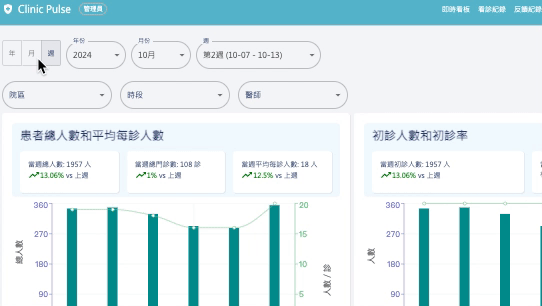 Clinic Pulse 管理員 即時看板 看診紀錄 反饋紀錄
年份 月份 週
年 月 週 2024 10月 第2週 (10-07 - 10-13)
院區 時段 醫師
患者總人數和平均每診人數
當週總人數: 1957 人
13.06% vs 上週
當週總門診數: 108 診
1% vs 上週
當週平均每診人數: 18 人
12.5% vs 上週
360
270
180
90
總人數
20
15
10
5
人數 / 診
初診人數和初診率
當週初診人數: 1957 人
13.06% vs 上週
360
270
180
90
人數